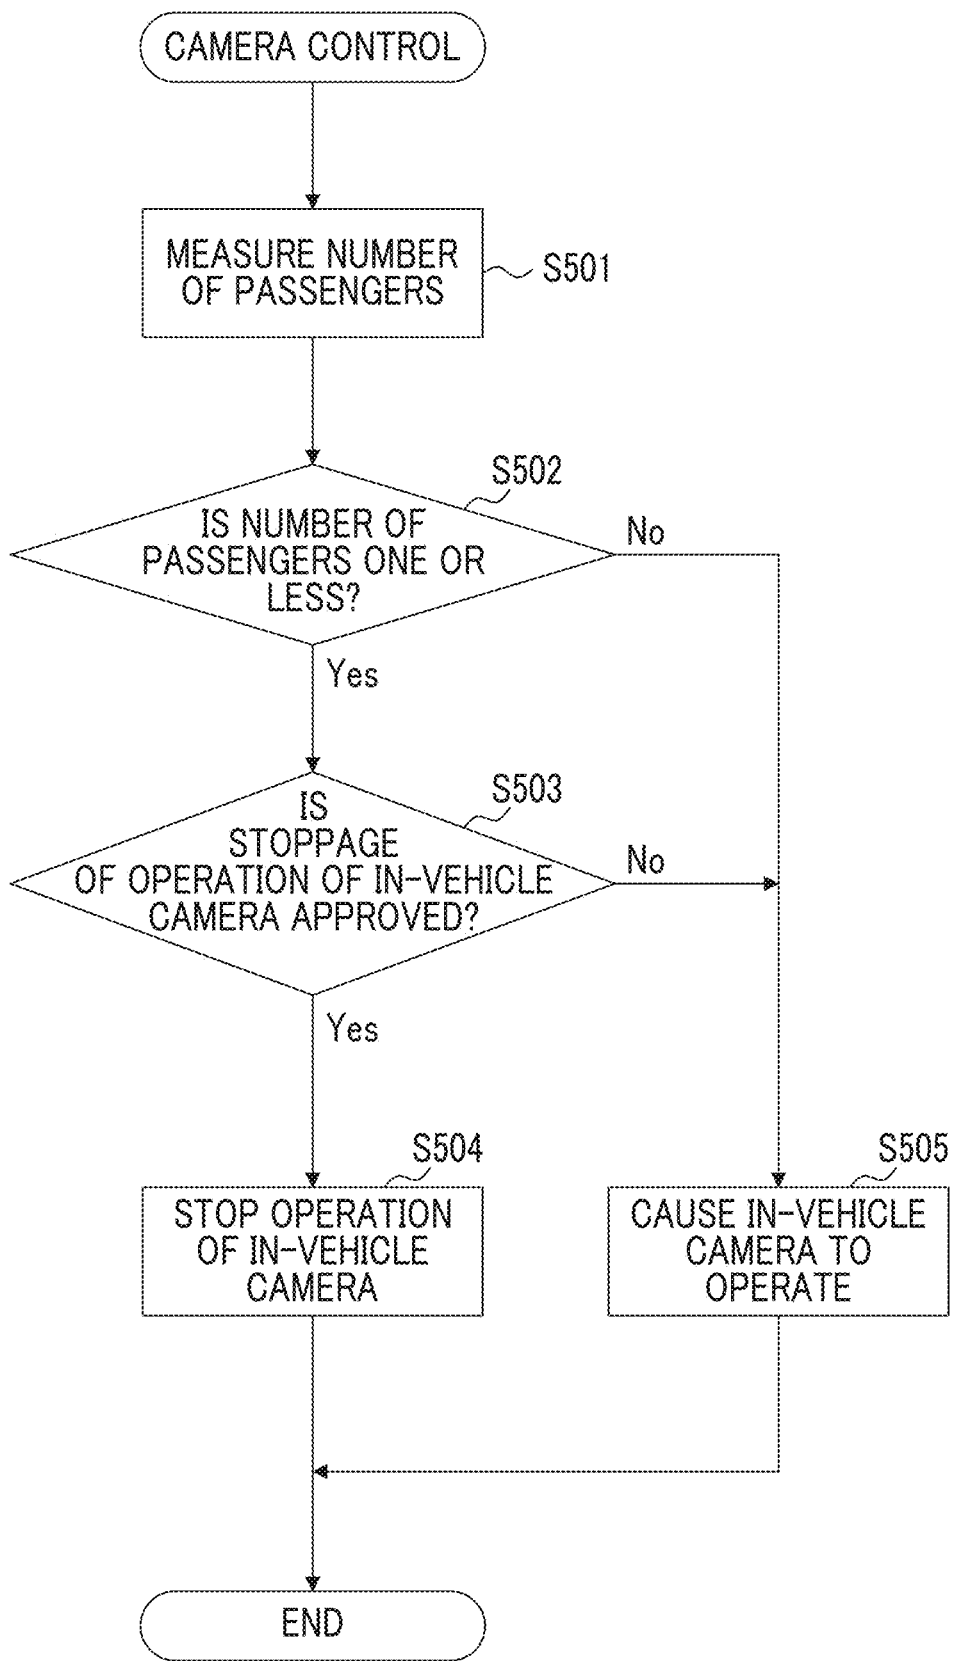 CAMERA CONTROL
MEASURE NUMBER
OF PASSENGERS
S501
S502
IS NUMBER OF
PASSENGERS ONE OR
LESS?
No
Yes
S503
IS
STOPPAGE
OF OPERATION OF IN-VEHICLE
CAMERA APPROVED?
No
Yes
S504
STOP OPERATION
OF IN-VEHICLE
CAMERA
S505
CAUSE IN-VEHICLE
CAMERA TO
OPERATE
END